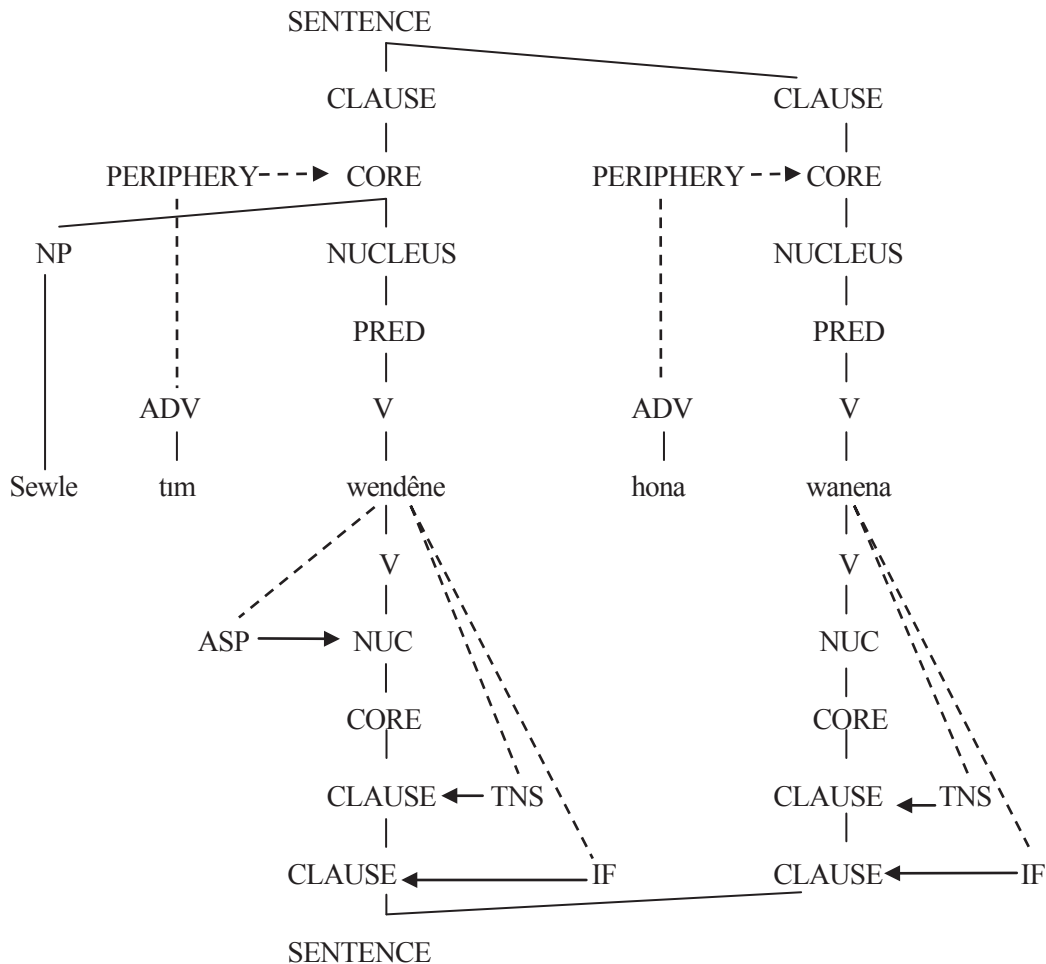 SENTENCE
CLAUSE CLAUSE
PERIPHERY CORE PERIPHERY CORE
NP NUCLEUS NUCLEUS
PRED PRED
ADV V ADV V
Sewle tım wendêne hona wanena
V V
ASP NUC NUC
CORE CORE
CLAUSE TNS CLAUSE TNS
CLAUSE IF CLAUSE IF
SENTENCE